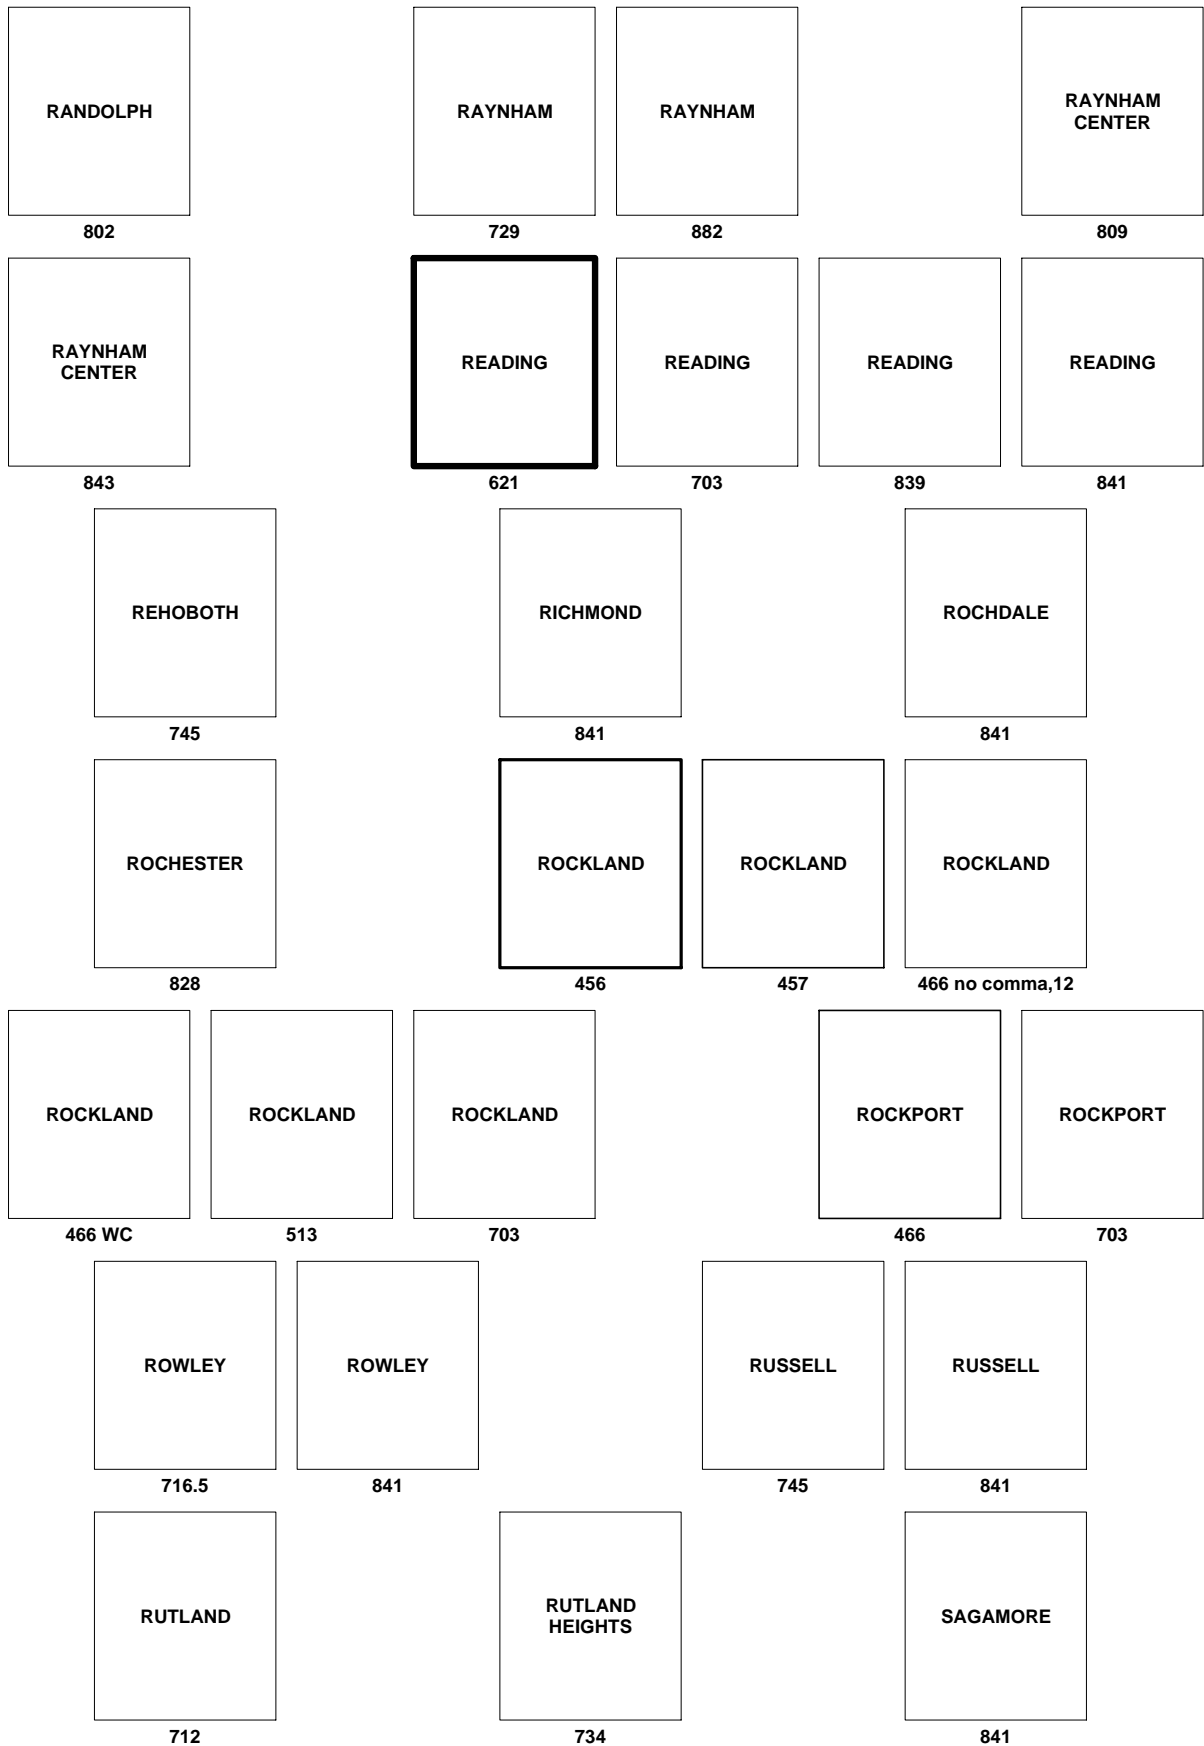 RANDOLPH
802
RAYNHAM
729
RAYNHAM
882
RAYNHAM
CENTER
809
RAYNHAM
CENTER
843
READING
621
READING
703
READING
839
READING
841
REHOBOTH
745
RICHMOND
841
ROCHDALE
841
ROCHESTER
828
ROCKLAND
456
ROCKLAND
457
ROCKLAND
466 no comma,12
ROCKLAND
466 WC
ROCKLAND
513
ROCKLAND
703
ROCKPORT
466
ROCKPORT
703
ROWLEY
716.5
ROWLEY
841
RUSSELL
745
RUSSELL
841
RUTLAND
712
RUTLAND
HEIGHTS
734
SAGAMORE
841